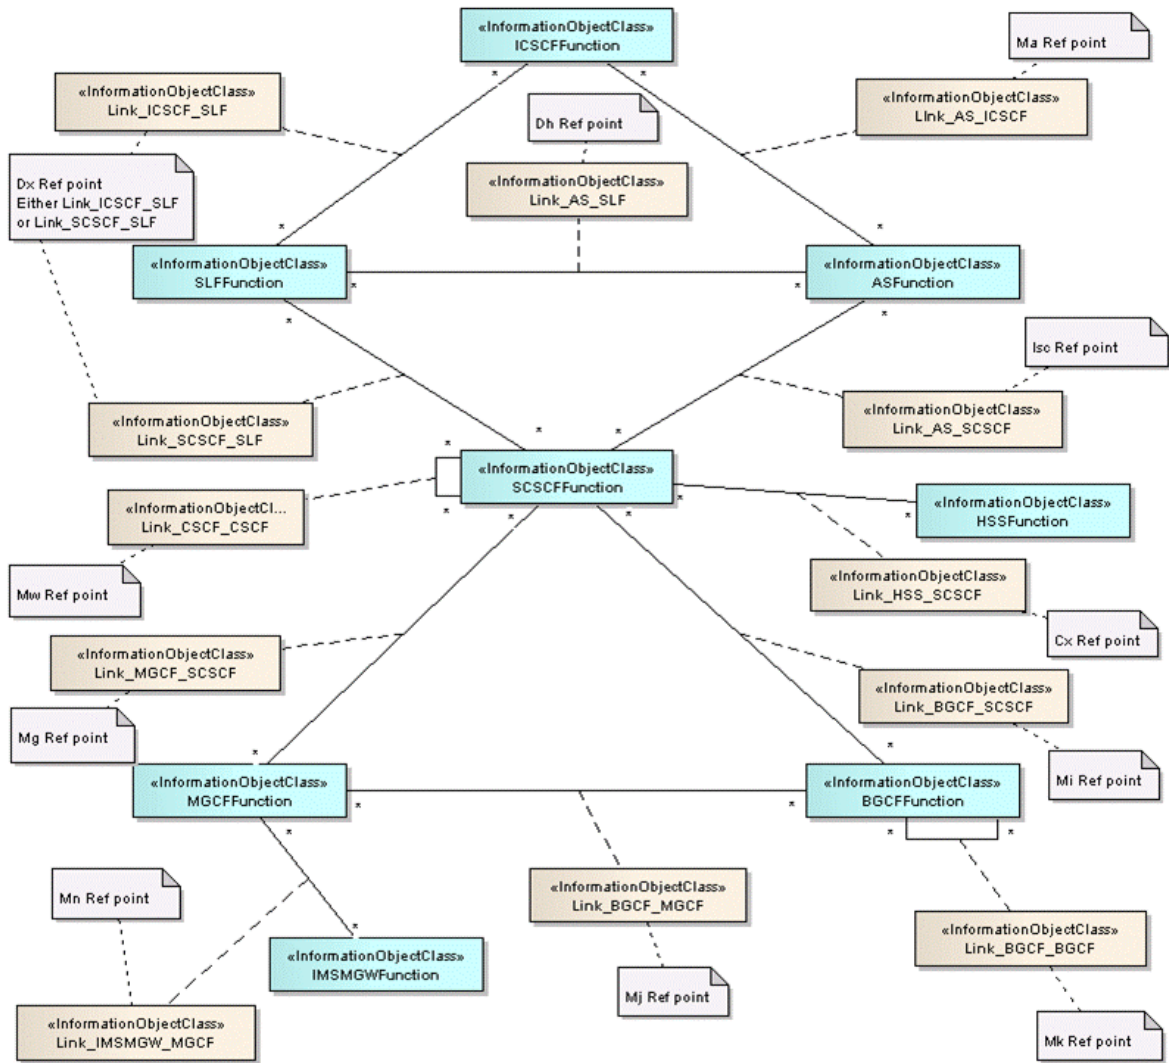 «InformationObjectClass»
ICSCFFunction
*
*
Ma Ref point
«InformationObjectClass»
Link_ICSCF_SLF
«InformationObjectClass»
LInk_AS_ICSCF
Dh Ref point
Dx Ref point
Either Link_ICSCF_SLF
or Link_SCSCF_SLF
«InformationObjectClass»
Link_AS_SLF
*
*
«InformationObjectClass»
SLFFunction
*
*
«InformationObjectClass»
ASFunction
*
*
Isc Ref point
«InformationObjectClass»
Link_SCSCF_SLF
«InformationObjectClass»
Link_AS_SCSCF
*
*
*
«InformationObjectClass»
SCSCFFunction
*
*
*
*
*
«InformationObjectClass»
HSSFunction
«InformationObjectCl...
Link_CSCF_CSCF
Mw Ref point
«InformationObjectClass»
Link_HSS_SCSCF
Cx Ref point
«InformationObjectClass»
Link_MGCF_SCSCF
«InformationObjectClass»
Link_BGCF_SCSCF
Mg Ref point
Mi Ref point
*
*
«InformationObjectClass»
MGCFFunction
*
*
«InformationObjectClass»
BGCFFunction
*
*
*
Mn Ref point
«InformationObjectClass»
Link_BGCF_MGCF
*
«InformationObjectClass»
IMSMGWFunction
«InformationObjectClass»
Link_BGCF_BGCF
Mj Ref point
«InformationObjectClass»
Link_IMSMGW_MGCF
Mk Ref point